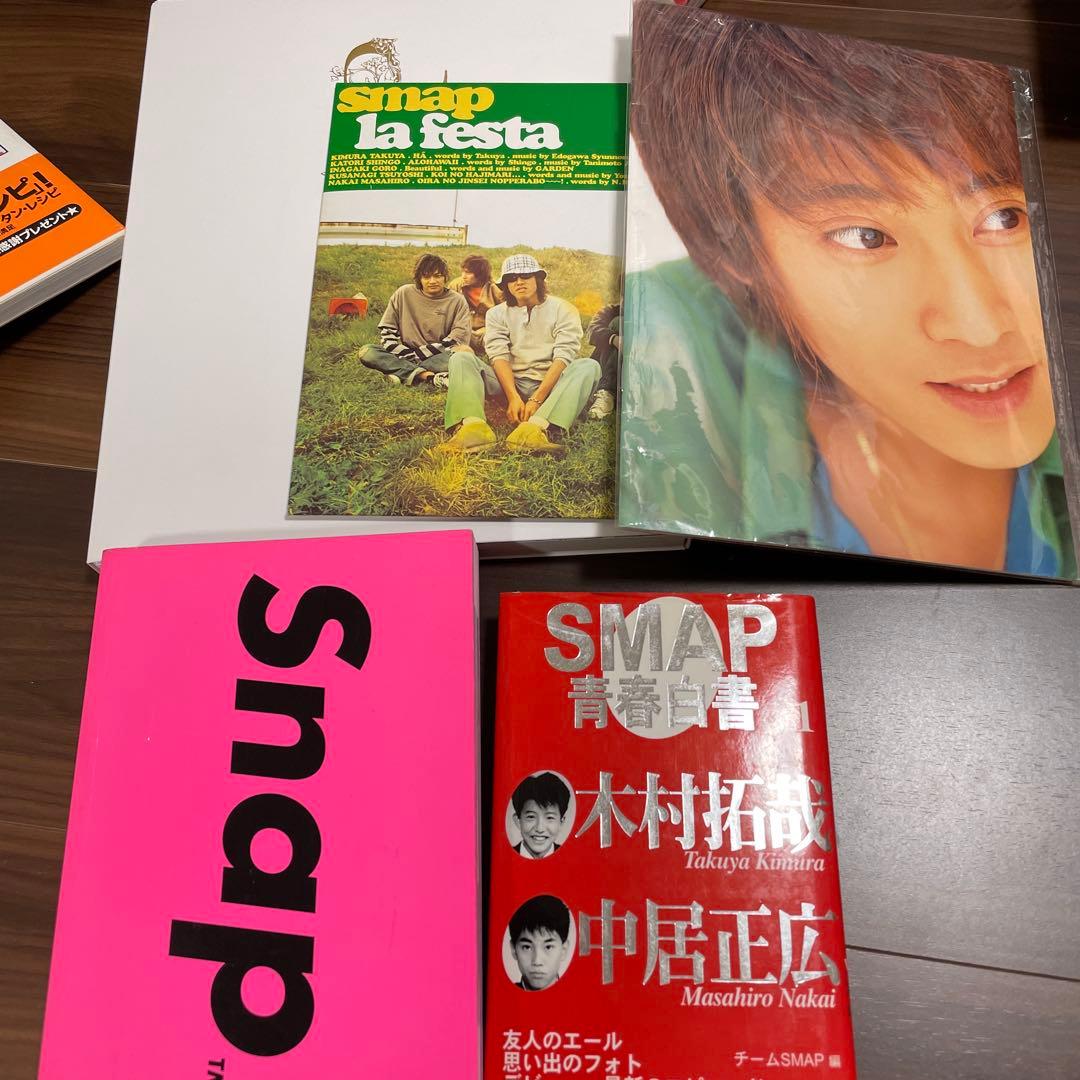 smap
la festa
KIMURA TAKUYA . HĀ . words by Takuya . music by Edogawa
KATORI SHINGO . ALOHAWAII . words by Shingo . music by Tanimoto
INAGAKI GORO . Beautiful . words and music by GARDEN
KUSANAGI TSUYOSHI . KOI NO HAJIMARI... . words and music by
NAKAI MASAHIRO . OIRA NO JINSEI NOPPERABO~~~! . words by N.
ピ」!
タン・レシピ
満足
感謝プレゼント★
Snap
TA
SMAP
青春白書
1
木村拓哉
Takuya Kimura
中居正広
Masahiro Nakai
友人のエール
思い出のフォト
チームSMAP 編